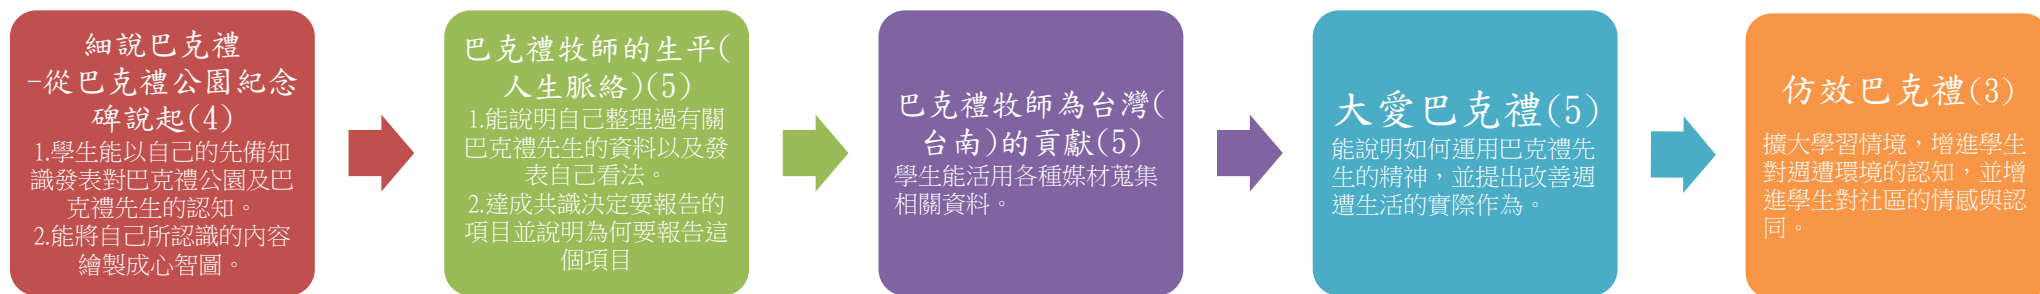 細說巴克禮
-從巴克禮公園紀念
碑說起(4)
1.學生能以自己的先備知
識發表對巴克禮公園及巴
克禮先生的認知。
2.能將自己所認識的內容
繪製成心智圖。
巴克禮牧師的生平(
人生脈絡)(5)
1.能說明自己整理過有關
巴克禮先生的資料以及發
表自己看法。
2.達成共識決定要報告的
項目並說明為何要報告這
個項目
巴克禮牧師為台灣(
台南)的貢獻(5)
學生能活用各種媒材蒐集
相關資料。
大愛巴克禮(5)
能說明如何運用巴克禮先
生的精神，並提出改善週
遭生活的實際作為。
仿效巴克禮(3)
擴大學習情境，增進學生
對週遭環境的認知，並增
進學生對社區的情感與認
同。